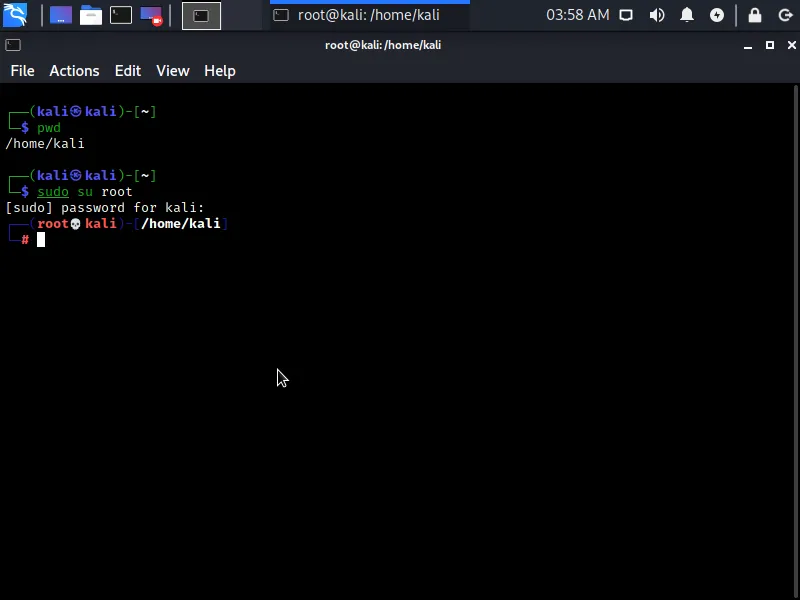 root@kali: /home/kali
03:58 AM
root@kali: /home/kali
File Actions Edit View Help
┌──(kali㉿kali)-[~]
└─$ pwd
/home/kali
┌──(kali㉿kali)-[~]
└─$ sudo su root
[sudo] password for kali:
┌──(root💀kali)-[/home/kali]
└─#